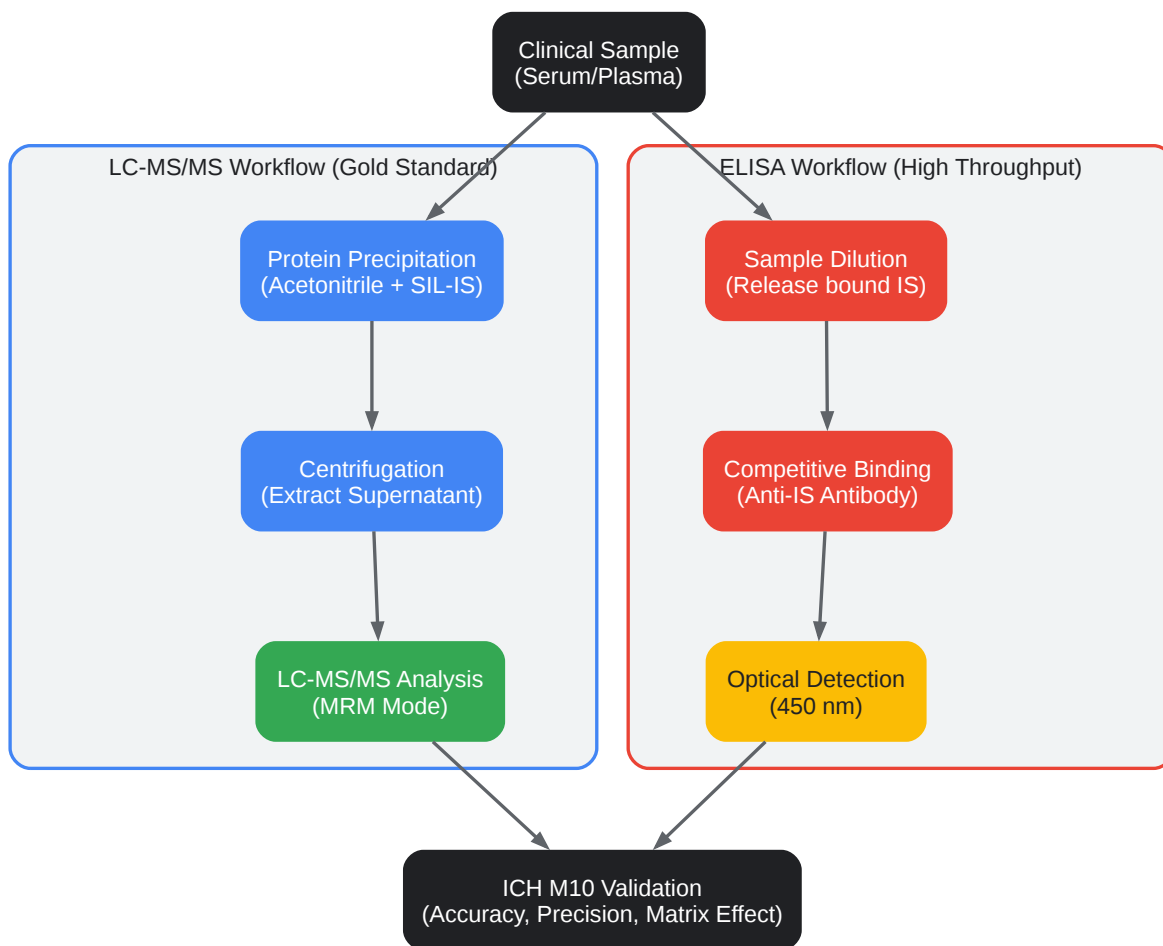 Clinical Sample
(Serum/Plasma)
LC-MS/MS Workflow (Gold Standard)
Protein Precipitation
(Acetonitrile + SIL-IS)
Centrifugation
(Extract Supernatant)
LC-MS/MS Analysis
(MRM Mode)
ELISA Workflow (High Throughput)
Sample Dilution
(Release bound IS)
Competitive Binding
(Anti-IS Antibody)
Optical Detection
(450 nm)
ICH M10 Validation
(Accuracy, Precision, Matrix Effect)